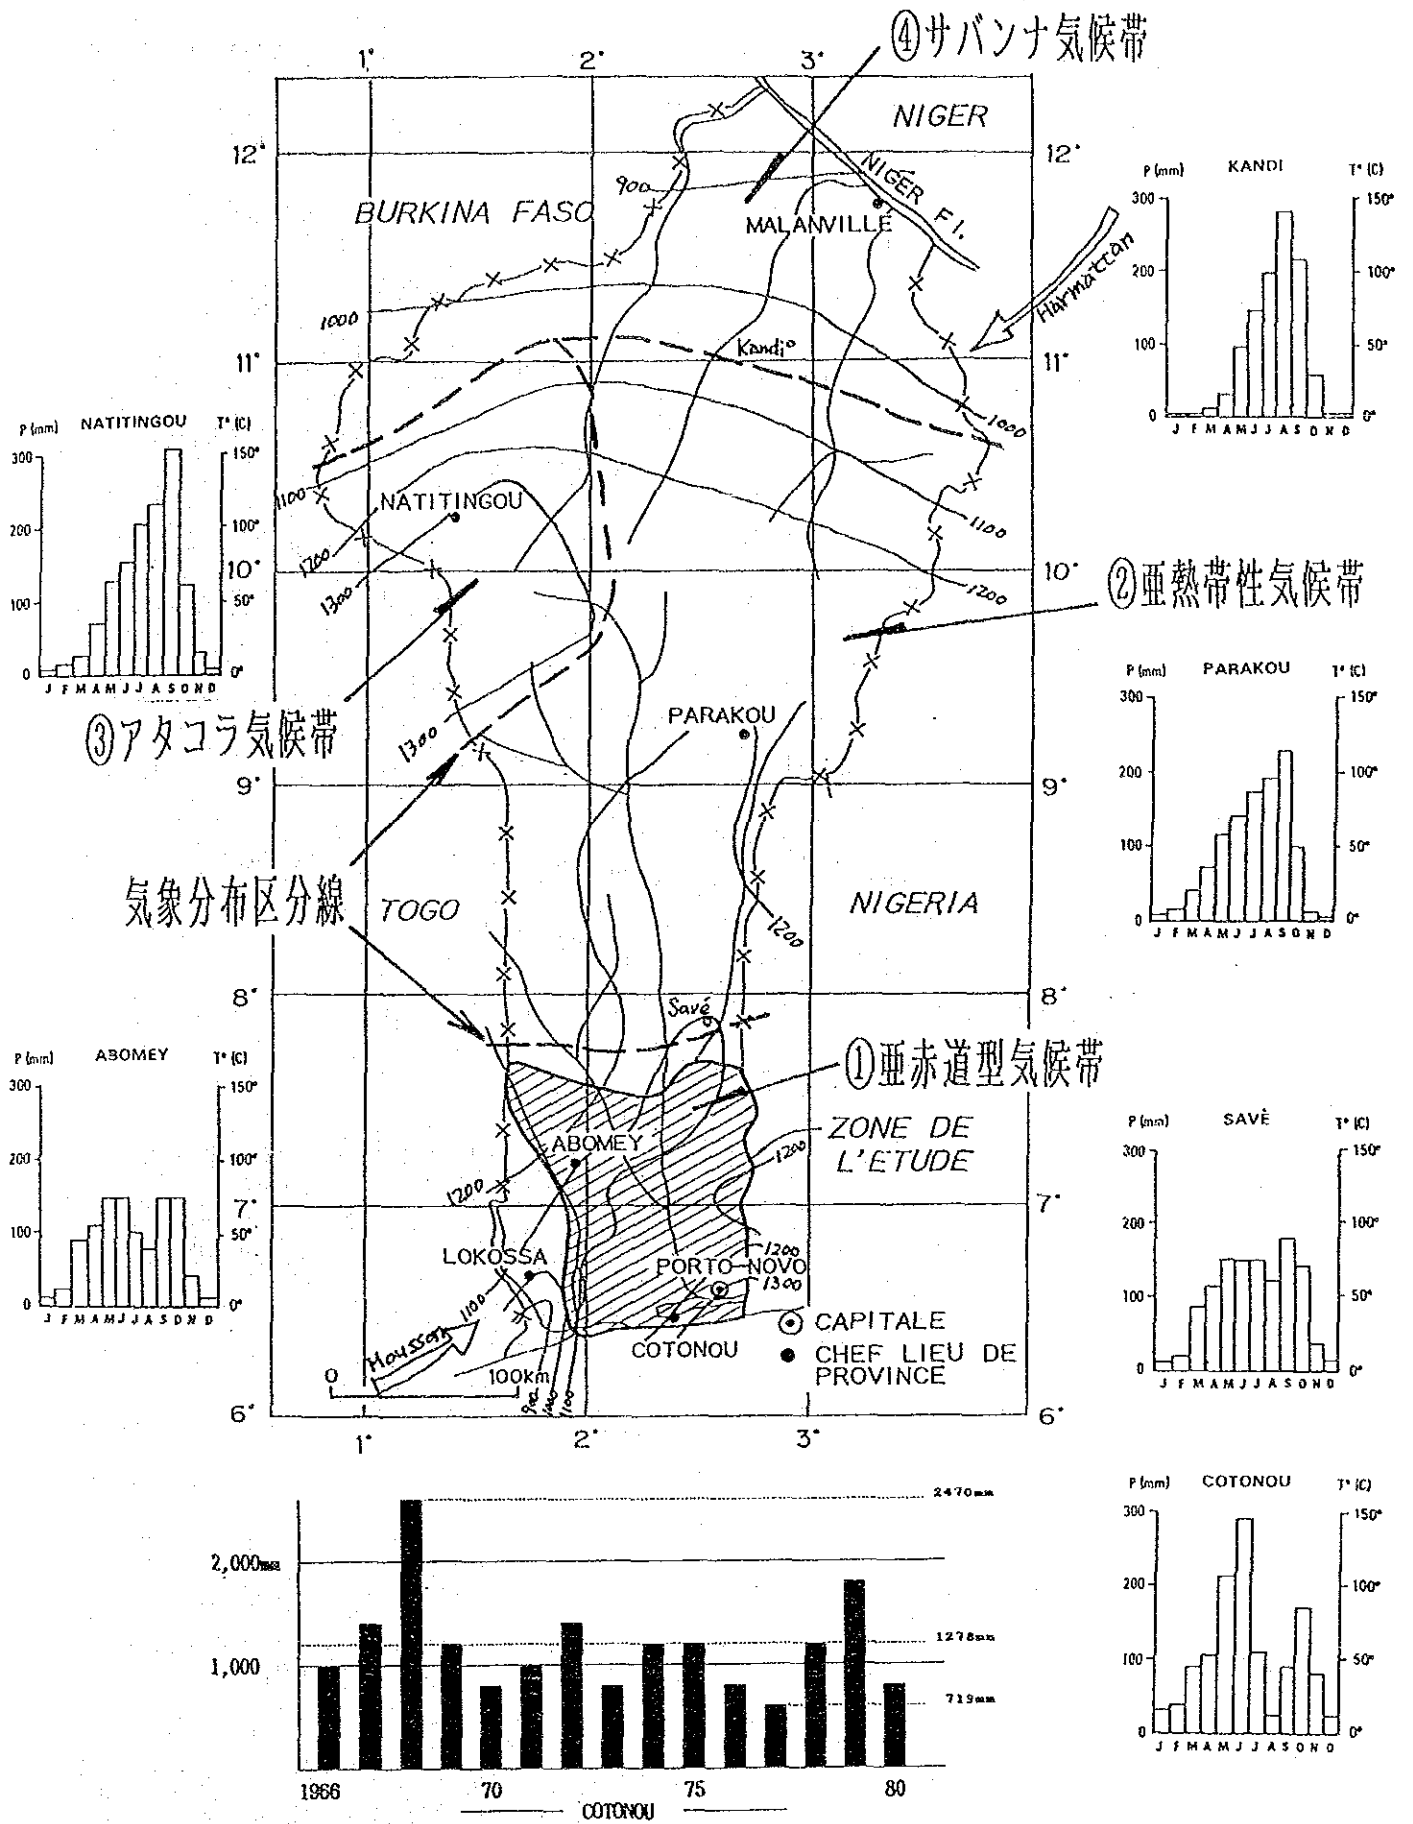 ④サバンナ気候帯
1° 2° 3°
NIGER
12° 12°
NIGER Fl.
900
BURKINA FASO
MALANVILLE
Harmattan
1000
Kandi
11° 11°
1000
1100
NATITINGOU
1100
1200
1300
10° 10°
1200
②亜熱帯性気候帯
③アタコラ気候帯
1300
PARAKOU
9° 9°
気象分布区分線
TOGO
NIGERIA
1200
8° 8°
Savé
①亜赤道型気候帯
ZONE DE
L'ETUDE
ABOMEY
1200
1200
7° 7°
LOKOSSA
1200
PORTO-NOVO
1300
1100
Mousson
COTONOU
CAPITALE
CHEF LIEU DE
PROVINCE
0 100km
900 1000 1100
6° 6°
1° 2° 3°
P (mm) KANDI T° (C)
300 150°
200 100°
100 50°
0 0°
J F M A M J J A S O N D
P (mm) NATITINGOU T° (C)
300 150°
200 100°
100 50°
0 0°
J F M A M J J A S O N D
P (mm) PARAKOU T° (C)
300 150°
200 100°
100 50°
0 0°
J F M A M J J A S O N D
P (mm) ABOMEY T° (C)
300 150°
200 100°
100 50°
0 0°
J F M A M J J A S O N D
P (mm) SAVÈ T° (C)
300 150°
200 100°
100 50°
0 0°
J F M A M J J A S O N D
P (mm) COTONOU T° (C)
300 150°
200 100°
100 50°
0 0°
J F M A M J J A S O N D
2470mm
2,000mm
1278mm
1,000
719mm
1966 70 75 80
COTONOU